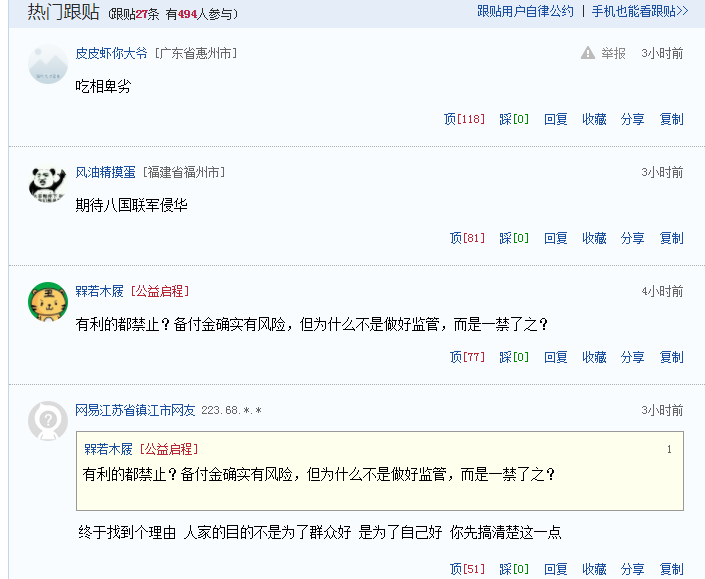 热门跟贴 (跟贴27条 有494人参与) 跟贴用户自律公约 | 手机也能看跟贴>>
皮皮虾你大爷 [广东省惠州市] 举报 3小时前
吃相卑劣
顶[118] 踩[0] 回复 收藏 分享 复制
风油精摸蛋 [福建省福州市] 3小时前
期待八国联军侵华
顶[81] 踩[0] 回复 收藏 分享 复制
槑若木屐 [公益启程] 4小时前
有利的都禁止？备付金确实有风险，但为什么不是做好监管，而是一禁了之？
顶[77] 踩[0] 回复 收藏 分享 复制
网易江苏省镇江市网友 223.68.*.* 3小时前
槑若木屐 [公益启程] 1
有利的都禁止？备付金确实有风险，但为什么不是做好监管，而是一禁了之？
终于找到个理由 人家的目的不是为了群众好 是为了自己好 你先搞清楚这一点
顶[51] 踩[0] 回复 收藏 分享 复制